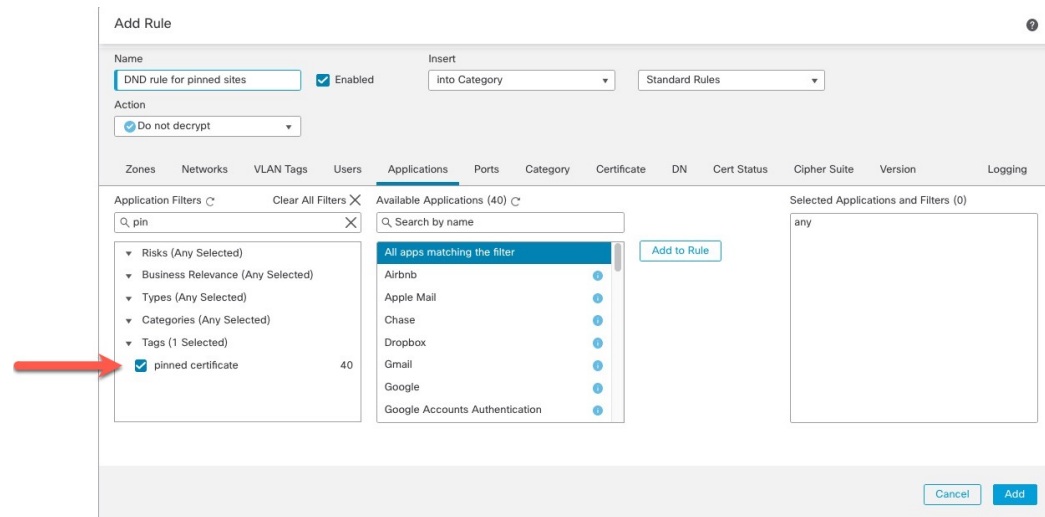 Add Rule
Name
Insert
DND rule for pinned sites
Enabled
into Category
Standard Rules
Action
Do not decrypt
Zones Networks VLAN Tags Users Applications Ports Category Certificate DN Cert Status Cipher Suite Version Logging
Application Filters
Clear All Filters
Available Applications (40)
Selected Applications and Filters (0)
pin
Search by name
any
Risks (Any Selected)
Business Relevance (Any Selected)
Types (Any Selected)
Categories (Any Selected)
Tags (1 Selected)
pinned certificate 40
All apps matching the filter
Airbnb
Apple Mail
Chase
Dropbox
Gmail
Google
Google Accounts Authentication
Add to Rule
Cancel
Add